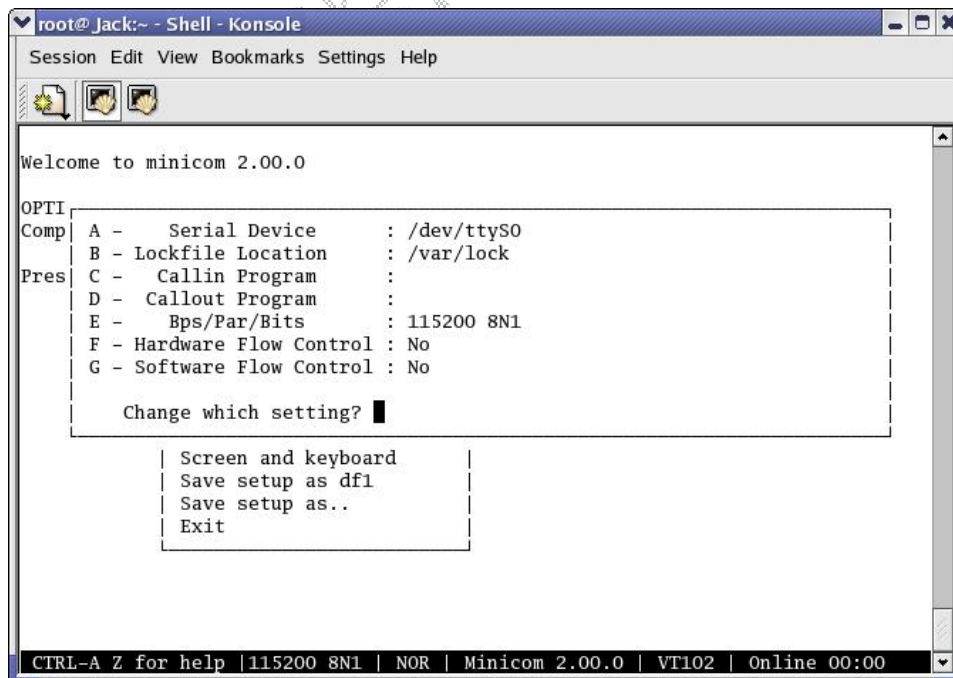 root@ Jack:~ - Shell - Konsole
Session Edit View Bookmarks Settings Help
Welcome to minicom 2.00.0
OPTI
Comp A - Serial Device : /dev/ttyS0
B - Lockfile Location : /var/lock
Pres C - Callin Program :
D - Callout Program :
E - Bps/Par/Bits : 115200 8N1
F - Hardware Flow Control : No
G - Software Flow Control : No
Change which setting?
Screen and keyboard
Save setup as df1
Save setup as..
Exit
CTRL-A Z for help |115200 8N1 | NOR | Minicom 2.00.0 | VT102 | Online 00:00